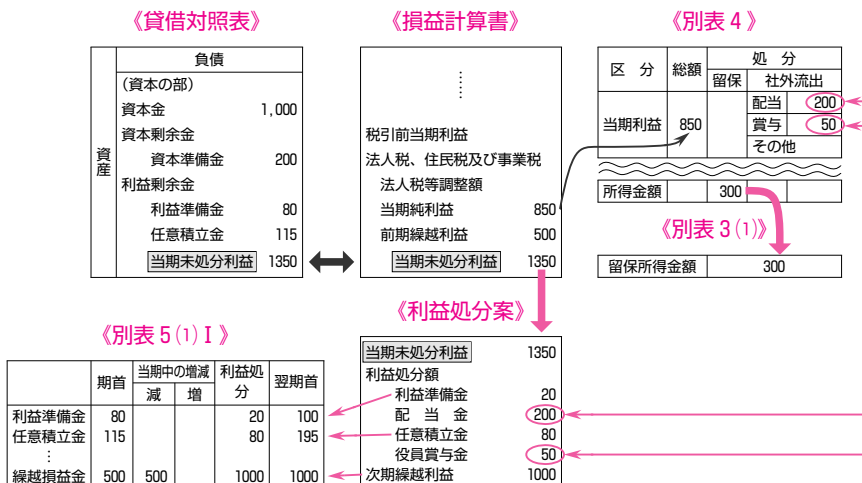 《貸借対照表》
負債
(資本の部)
資本金 1,000
資本剰余金
資本準備金 200
利益剰余金
利益準備金 80
任意積立金 115
当期未処分利益 1350
資産
《損益計算書》
⋮
税引前当期利益
法人税、住民税及び事業税
法人税等調整額
当期純利益 850
前期繰越利益 500
当期未処分利益 1350
《別表4》
区 分 総額 処 分
留保 社外流出
当期利益 850 配当 200
賞与 50
その他
所得金額 300
《別表3⑴》
留保所得金額 300
《別表5⑴Ⅰ》
期首 当期中の増減 利益処分 翌期首
減 増
利益準備金 80 20 100
任意積立金 115 80 195
⋮
繰越損益金 500 500 1000 1000
《利益処分案》
当期未処分利益 1350
利益処分額
利益準備金 20
配 当 金 200
任意積立金 80
役員賞与金 50
次期繰越利益 1000